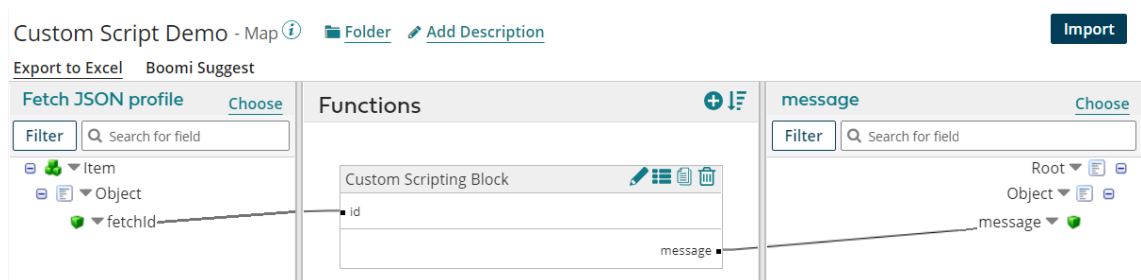 Custom Script Demo - Map i Folder Add Description Import
Export to Excel Boomi Suggest
Fetch JSON profile Choose
Filter Search for field
Item
Object
fetchId
Functions
Custom Scripting Block
id
message
message Choose
Filter Search for field
Root
Object
message